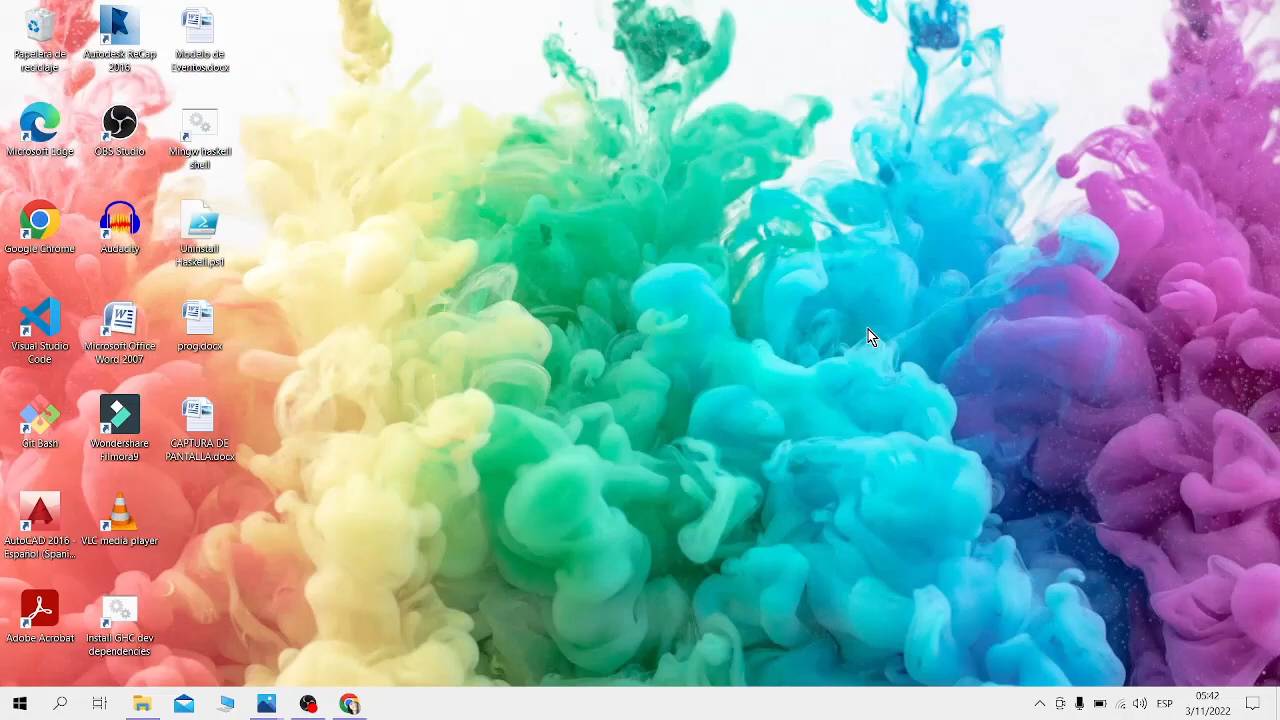 Papelera de
reciclaje
Autodesk ReCap
2016
Modelo de
Eventos.docx
Microsoft Edge
OBS Studio
Mingw haskell
shell
Google Chrome
Audacity
Uninstall
Haskell.ps1
Visual Studio
Code
Microsoft Office
Word 2007
prog.docx
Git Bash
Wondershare
Filmora9
CAPTURA DE
PANTALLA.docx
AutoCAD 2016 -
Español (Spani...
VLC media player
Adobe Acrobat
Install GHC dev
dependencies
ESP
05:42
3/11/2022